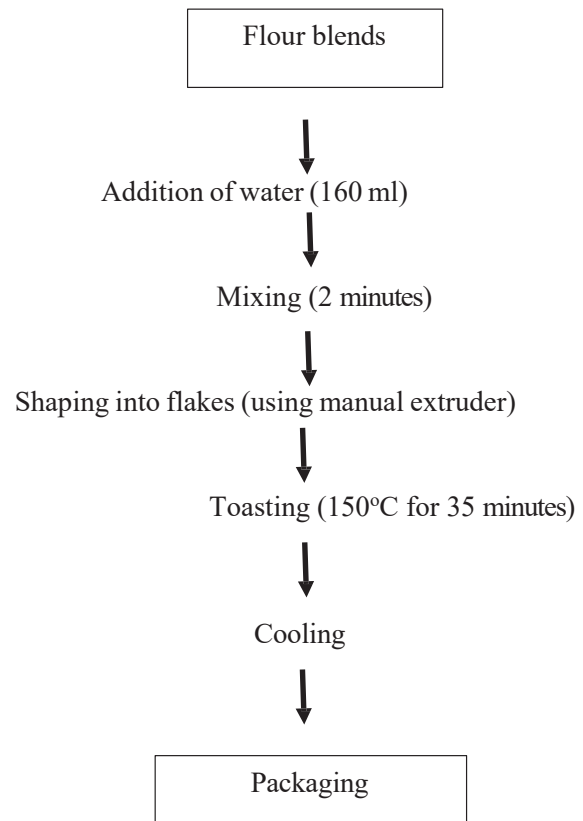 Flour blends
Addition of water (160 ml)
Mixing (2 minutes)
Shaping into flakes (using manual extruder)
Toasting (150°C for 35 minutes)
Cooling
Packaging